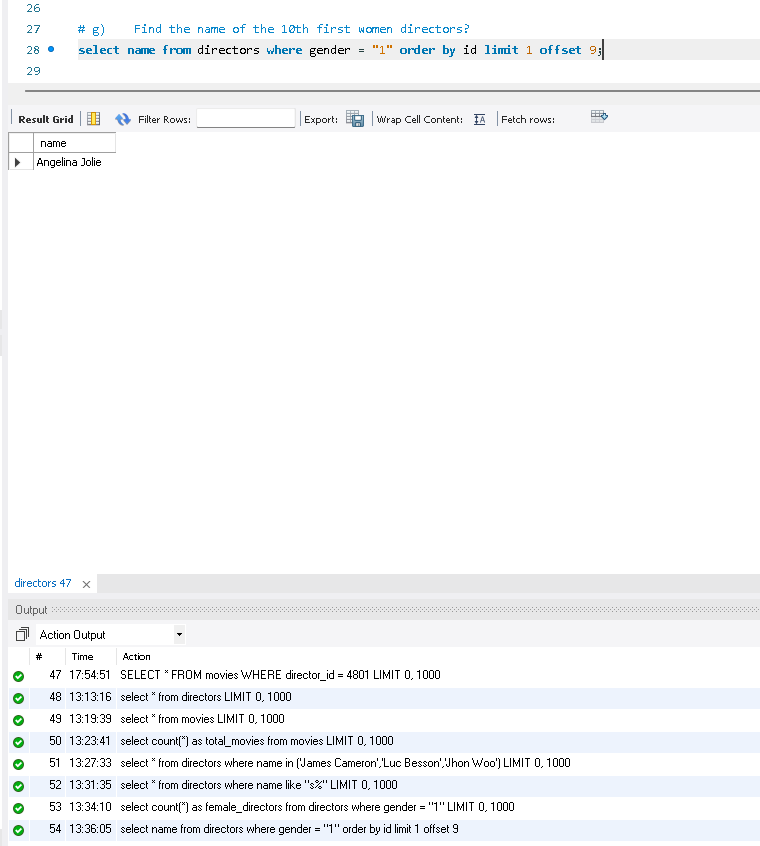 26
27 # g) Find the name of the 10th first women directors?
28 select name from directors where gender = "1" order by id limit 1 offset 9;
29
Result Grid Filter Rows: Export: Wrap Cell Content: Fetch rows:
name
Angelina Jolie
directors 47
Output
Action Output
# Time Action
47 17:54:51 SELECT * FROM movies WHERE director_id = 4801 LIMIT 0, 1000
48 13:13:16 select * from directors LIMIT 0, 1000
49 13:19:39 select * from movies LIMIT 0, 1000
50 13:23:41 select count(*) as total_movies from movies LIMIT 0, 1000
51 13:27:33 select * from directors where name in ('James Cameron','Luc Besson','Jhon Woo') LIMIT 0, 1000
52 13:31:35 select * from directors where name like "s%" LIMIT 0, 1000
53 13:34:10 select count(*) as female_directors from directors where gender = "1" LIMIT 0, 1000
54 13:36:05 select name from directors where gender = "1" order by id limit 1 offset 9